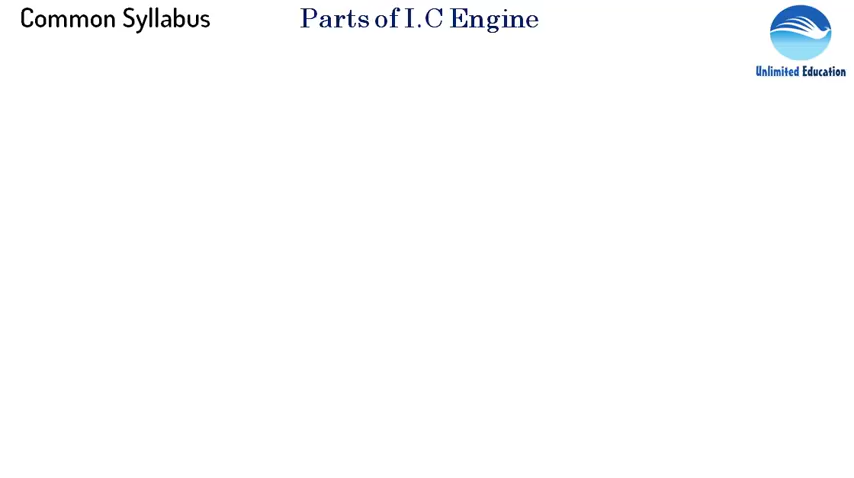 Common Syllabus
Parts of I.C Engine
Unlimited Education